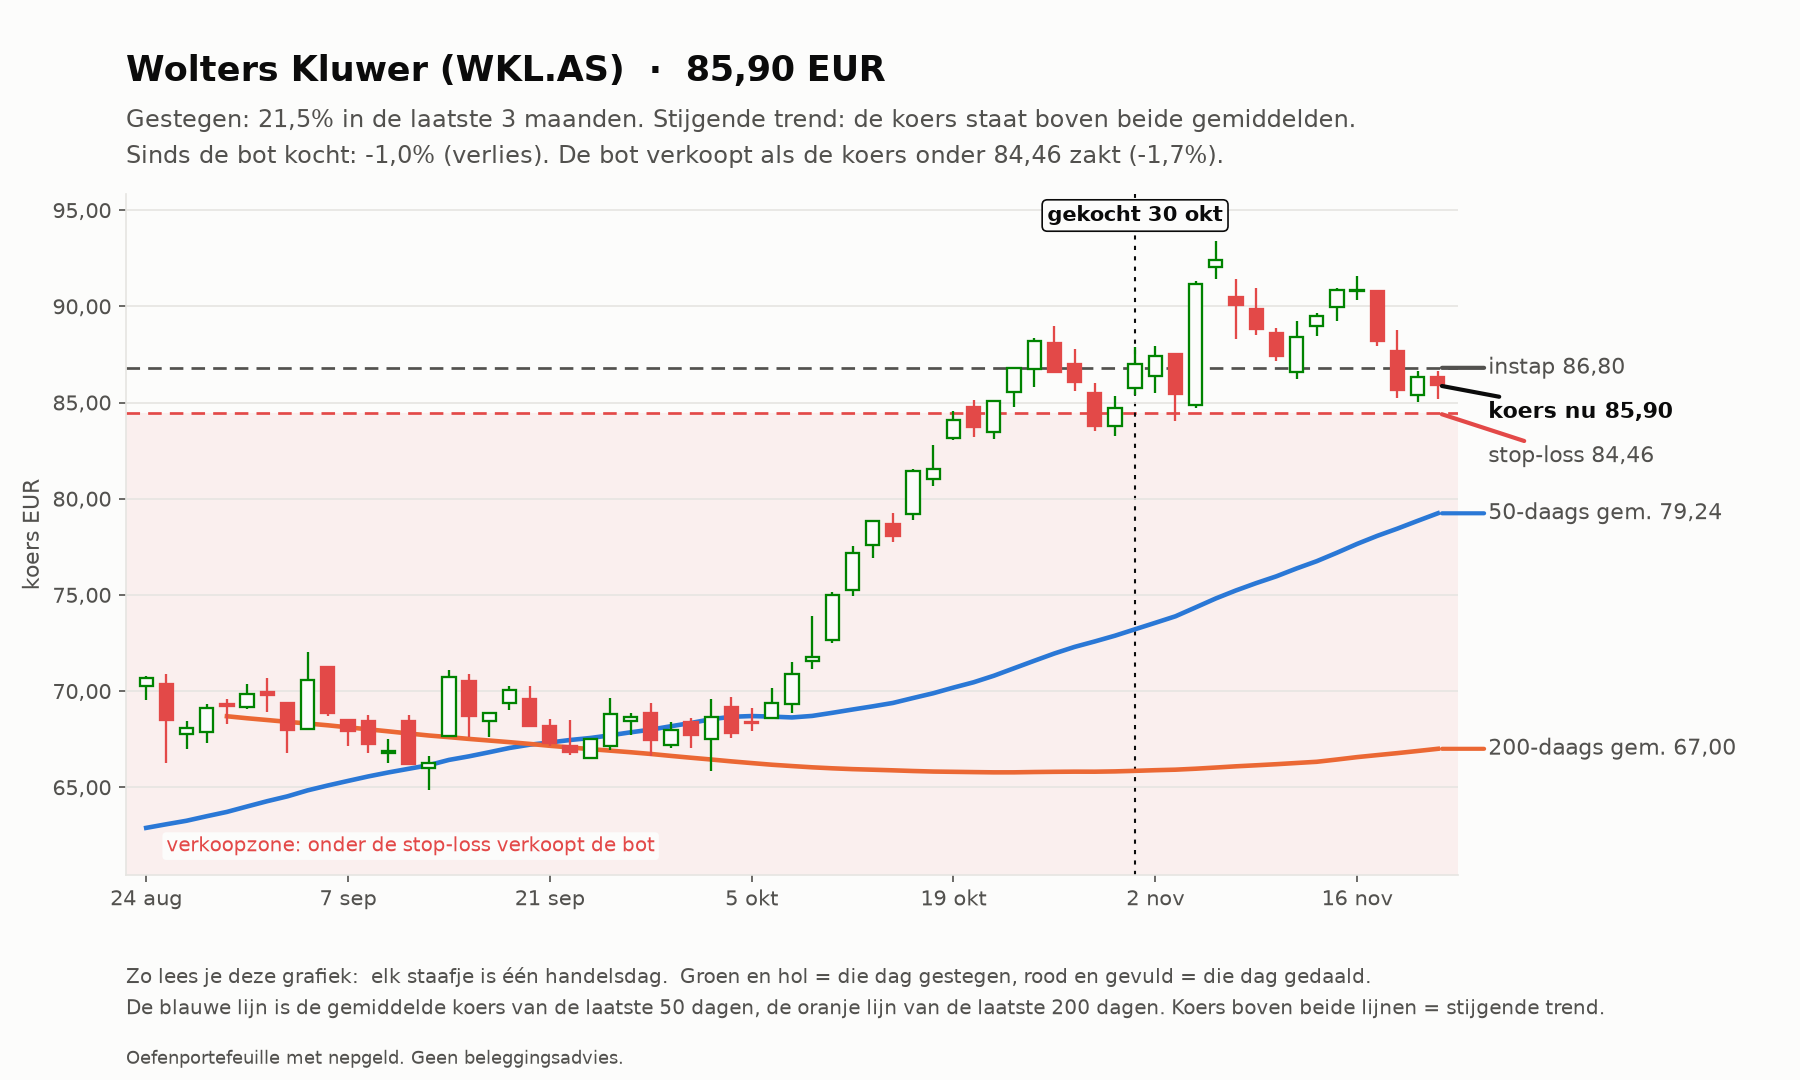 Wolters Kluwer (WKL.AS)  ·  85,90 EUR
Gestegen: 21,5% in de laatste 3 maanden. Stijgende trend: de koers staat boven beide gemiddelden.
Sinds de bot kocht: -1,0% (verlies). De bot verkoopt als de koers onder 84,46 zakt (-1,7%).
95,00
90,00
85,00
80,00
75,00
70,00
65,00
koers EUR
gekocht 30 okt
instap 86,80
koers nu 85,90
stop-loss 84,46
50-daags gem. 79,24
200-daags gem. 67,00
verkoopzone: onder de stop-loss verkoopt de bot
24 aug
7 sep
21 sep
5 okt
19 okt
2 nov
16 nov
Zo lees je deze grafiek:  elk staafje is één handelsdag.  Groen en hol = die dag gestegen, rood en gevuld = die dag gedaald.
De blauwe lijn is de gemiddelde koers van de laatste 50 dagen, de oranje lijn van de laatste 200 dagen. Koers boven beide lijnen = stijgende trend.
Oefenportefeuille met nepgeld. Geen beleggingsadvies.